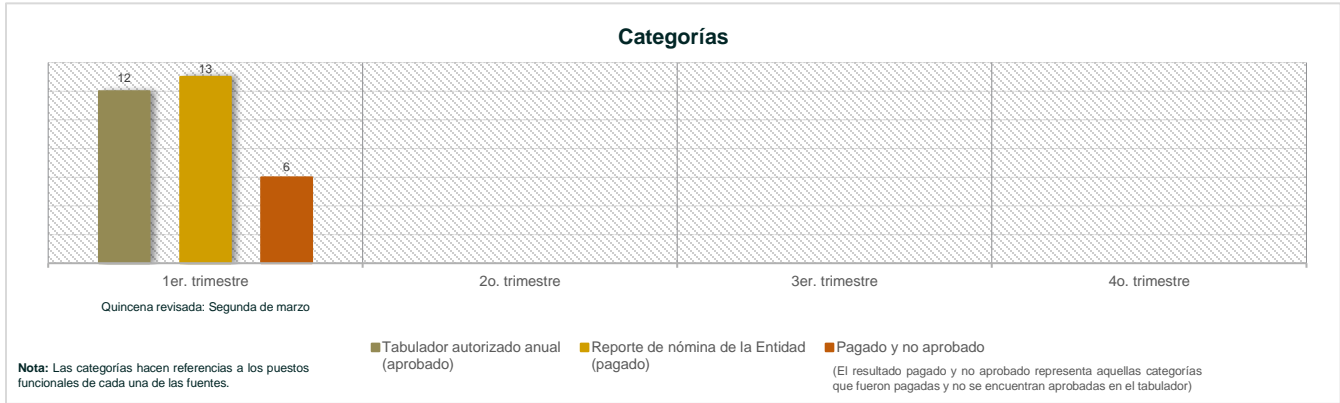 Categorías
12
13
6
1er. trimestre
2o. trimestre
3er. trimestre
4o. trimestre
Quincena revisada: Segunda de marzo
Tabulador autorizado anual
(aprobado)
Reporte de nómina de la Entidad
(pagado)
Pagado y no aprobado
(El resultado pagado y no aprobado representa aquellas categorías
que fueron pagadas y no se encuentran aprobadas en el tabulador)
Nota: Las categorías hacen referencias a los puestos
funcionales de cada una de las fuentes.